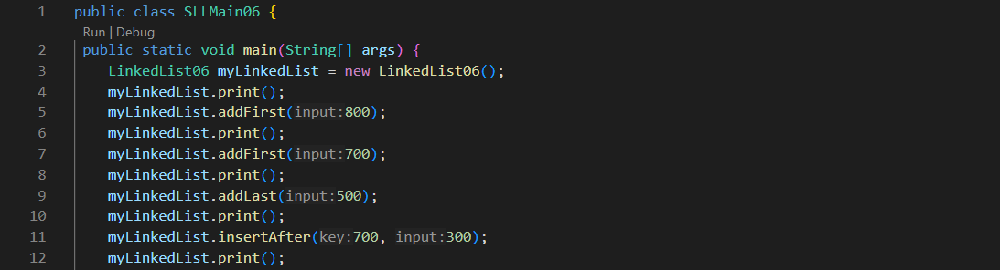 1 public class SLLMain06 {
Run | Debug
2 public static void main(String[] args) {
3 LinkedList06 myLinkedList = new LinkedList06();
4 myLinkedList.print();
5 myLinkedList.addFirst(input:800);
6 myLinkedList.print();
7 myLinkedList.addFirst(input:700);
8 myLinkedList.print();
9 myLinkedList.addLast(input:500);
10 myLinkedList.print();
11 myLinkedList.insertAfter(key:700, input:300);
12 myLinkedList.print();